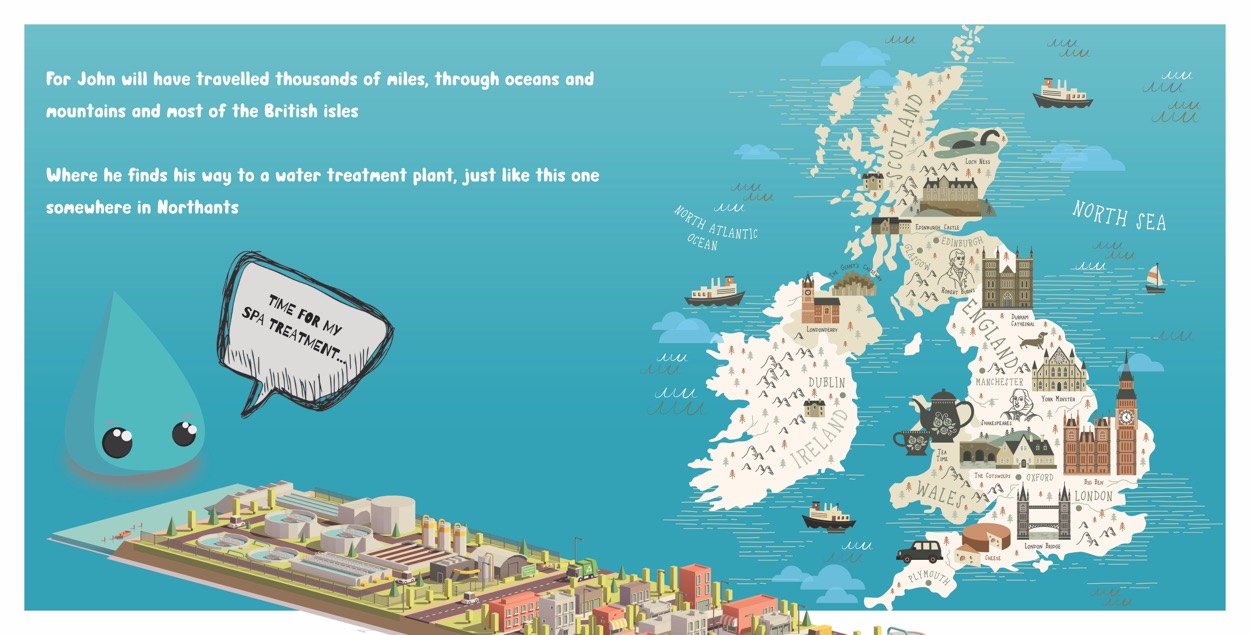 For John will have travelled thousands of miles, through oceans and
mountains and most of the British isles
Where he finds his way to a water treatment plant, just like this one
somewhere in Northants
TIME FOR MY
SPA TREATMENT...
SCOTLAND
LOCH NESS
NORTH ATLANTIC
OCEAN
NORTH SEA
EDINBURGH CASTLE
EDINBURGH
GLASGOW
ROBERT BURNS
DURHAM
CATHEDRAL
LONDONDERRY
ENGLAND
MANCHESTER
YORK MINSTER
DUBLIN
IRELAND
SHAKESPEARE
TEA
TIME
THE COTSWOLDS
OXFORD
BIG BEN
WALES
LONDON
LONDON BRIDGE
CHEESE
PLYMOUTH